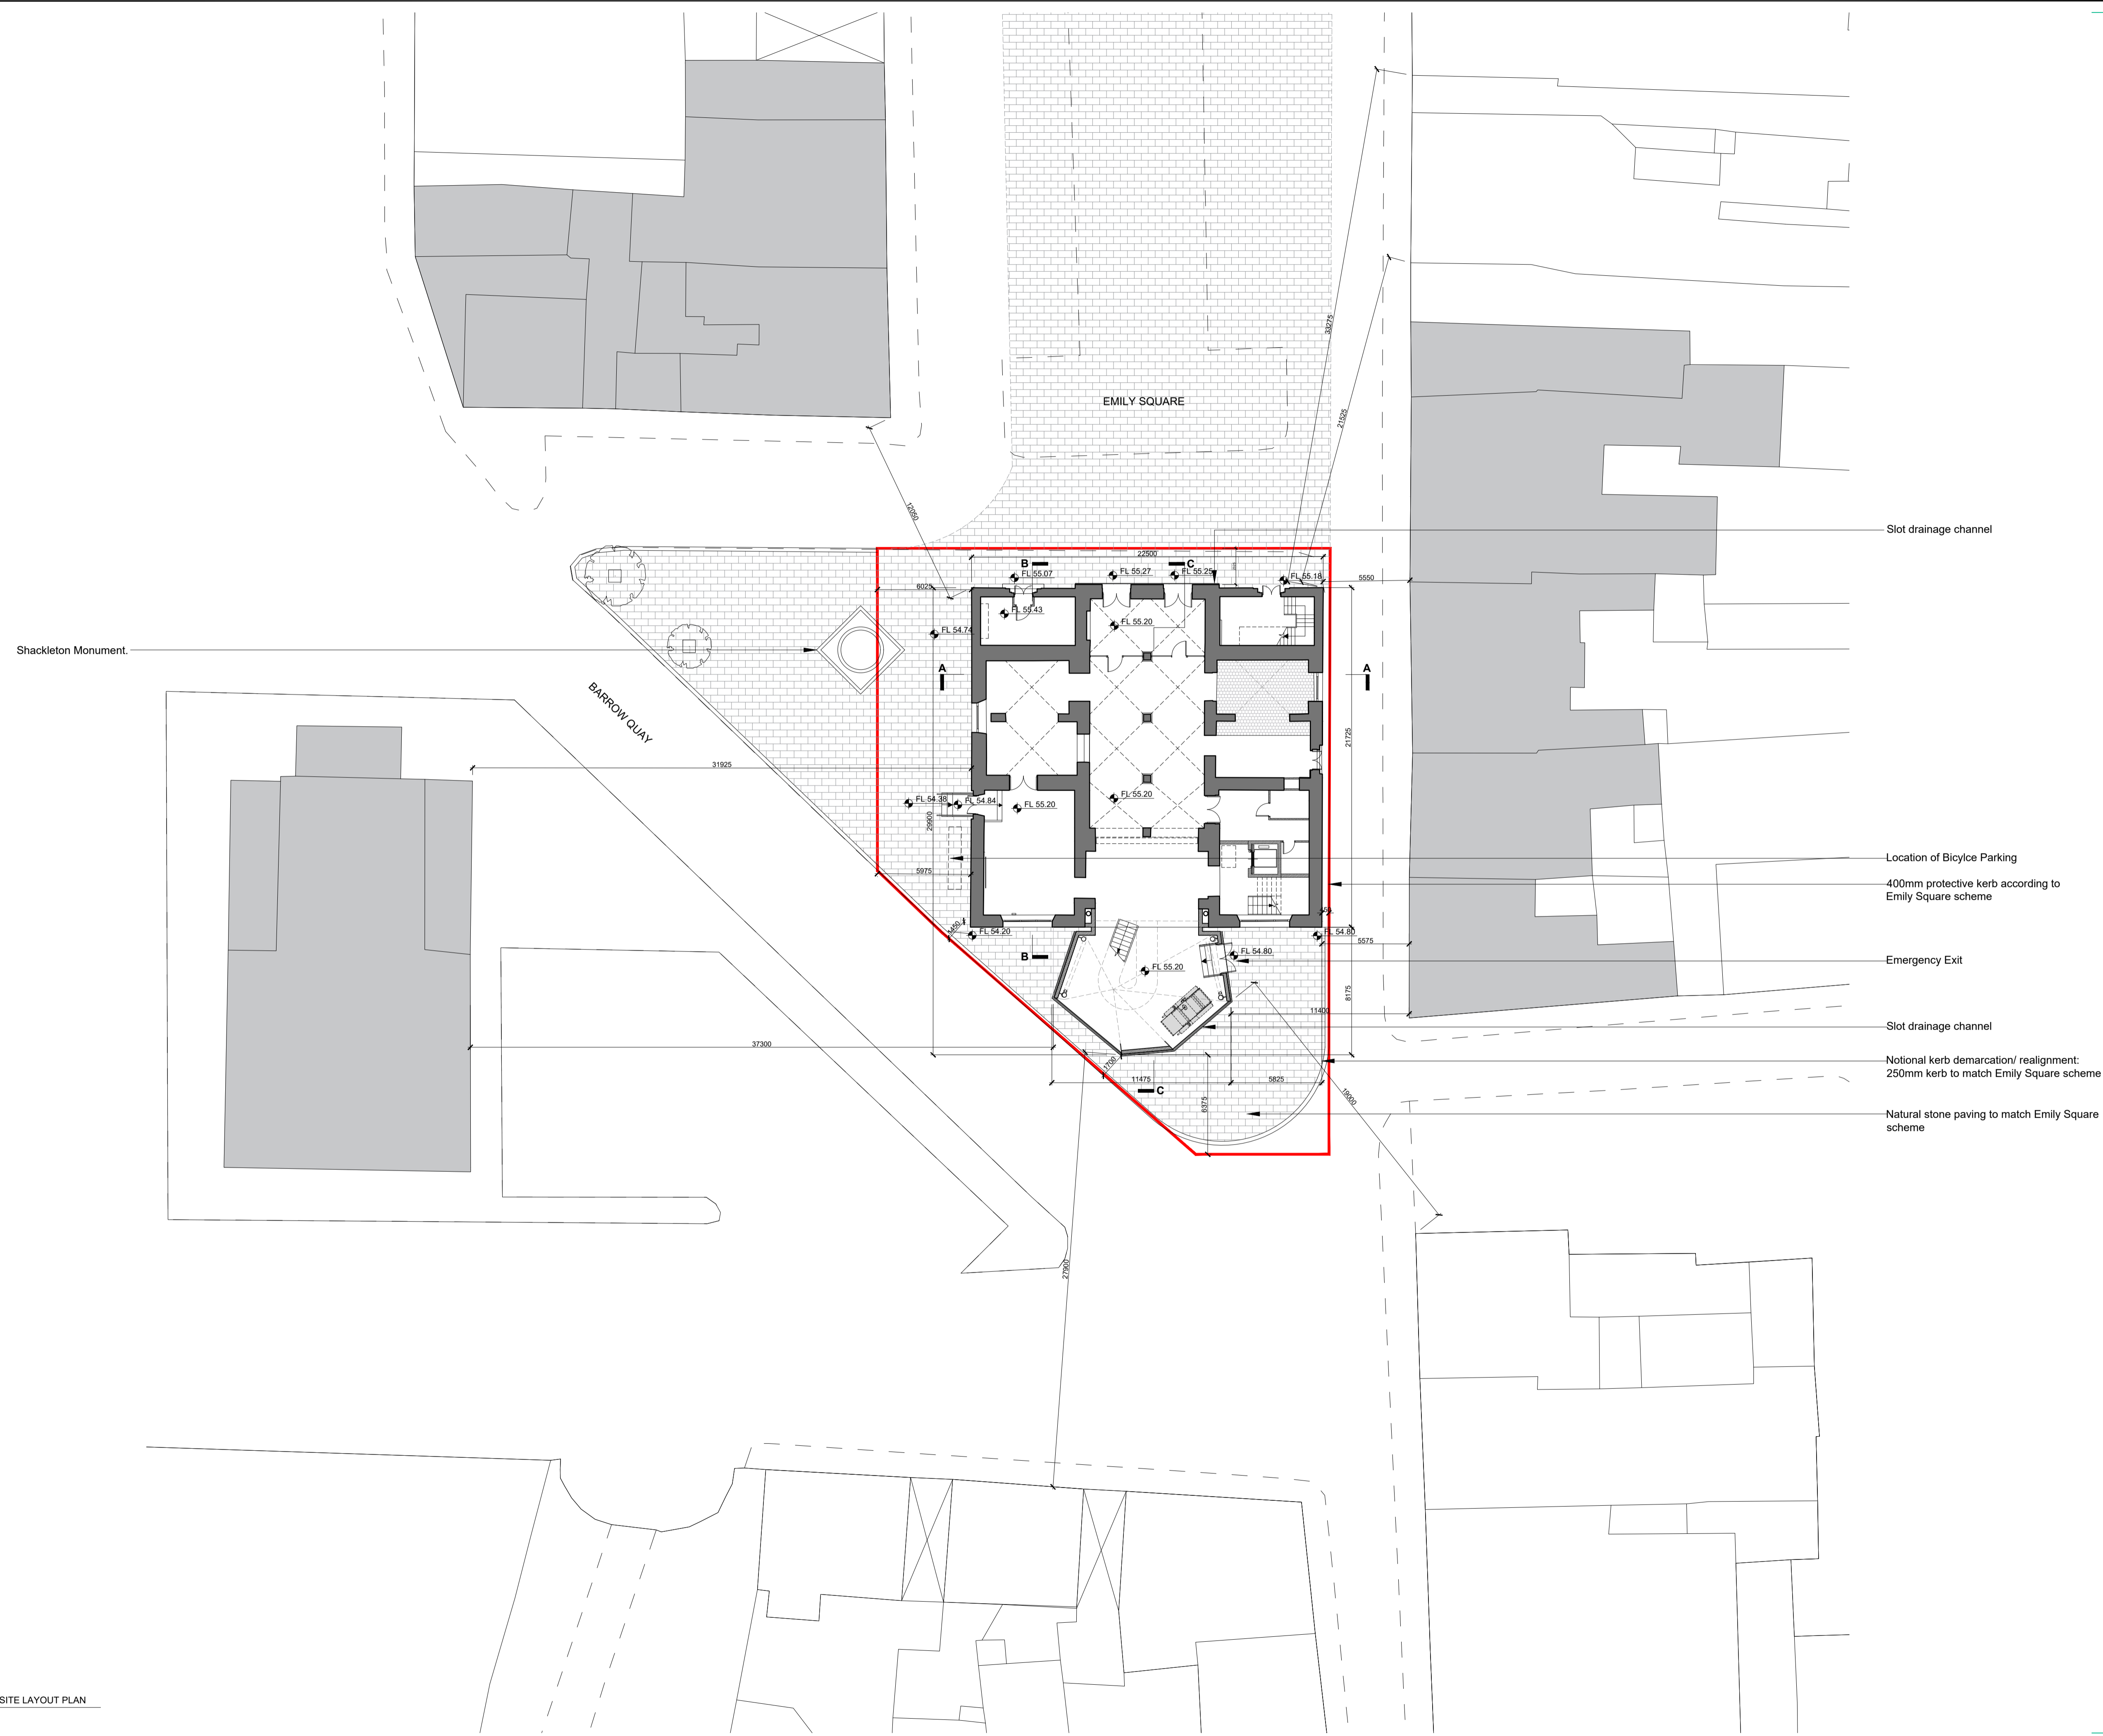 33275
EMILY SQUARE
21525
12050
Slot drainage channel
22500
B
C
FL 55.07
FL 55.27
FL 55.25
FL 55.18
5550
6025
FL 55.43
FL 55.20
FL 54.74
Shackleton Monument.
A
A
BARROW QUAY
21725
31925
FL 54.38
FL 54.84
FL 55.20
FL 55.20
29900
Location of Bicylce Parking
5975
400mm protective kerb according to
Emily Square scheme
FL 54.20
FL 54.80
5575
FL 54.80
B
Emergency Exit
FL 55.20
8175
11400
Slot drainage channel
37300
Notional kerb demarcation/ realignment:
250mm kerb to match Emily Square scheme
1700
11475
5825
C
19000
6375
Natural stone paving to match Emily Square
scheme
27900
SITE LAYOUT PLAN